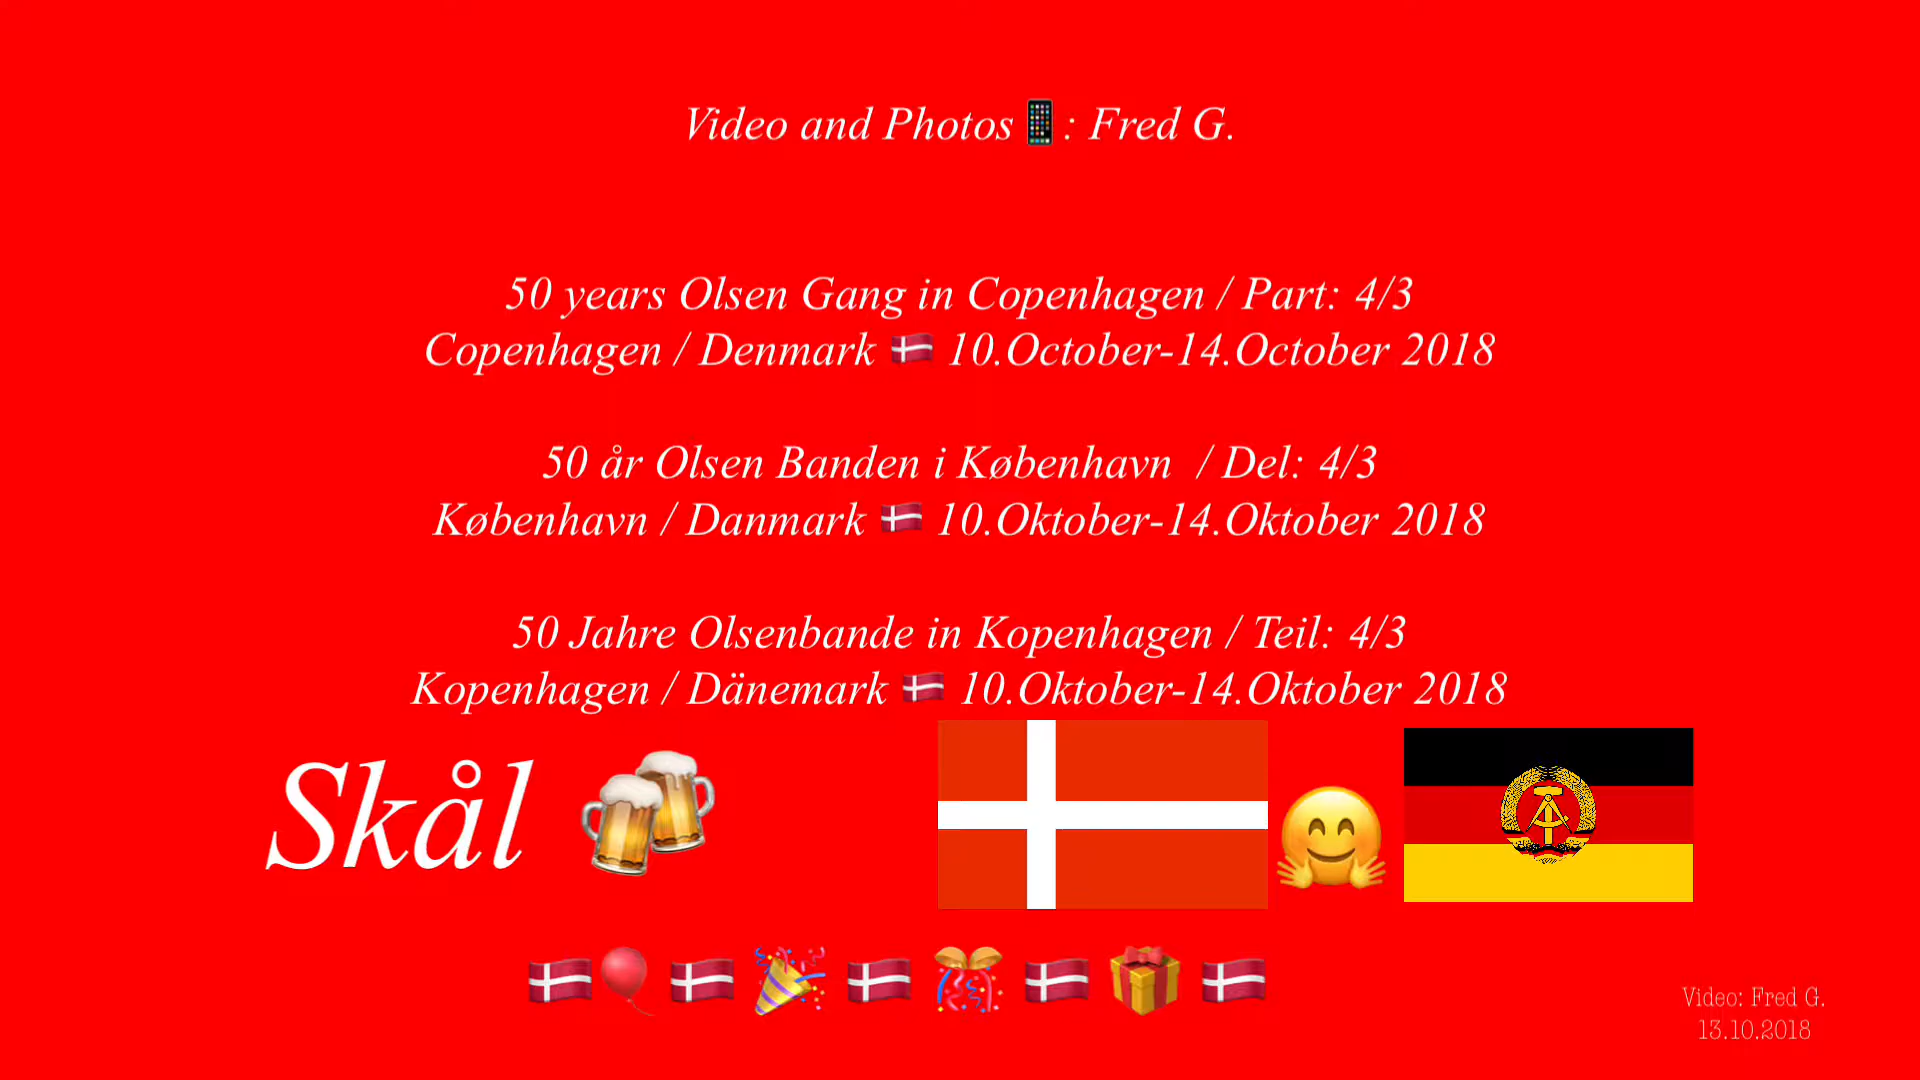 Video and Photos📱: Fred G.
50 years Olsen Gang in Copenhagen / Part: 4/3
Copenhagen / Denmark 🇩🇰 10.October-14.October 2018
50 år Olsen Banden i København / Del: 4/3
København / Danmark 🇩🇰 10.Oktober-14.Oktober 2018
50 Jahre Olsenbande in Kopenhagen / Teil: 4/3
Kopenhagen / Dänemark 🇩🇰 10.Oktober-14.Oktober 2018
Skål 🍻
Video: Fred G.
13.10.2018